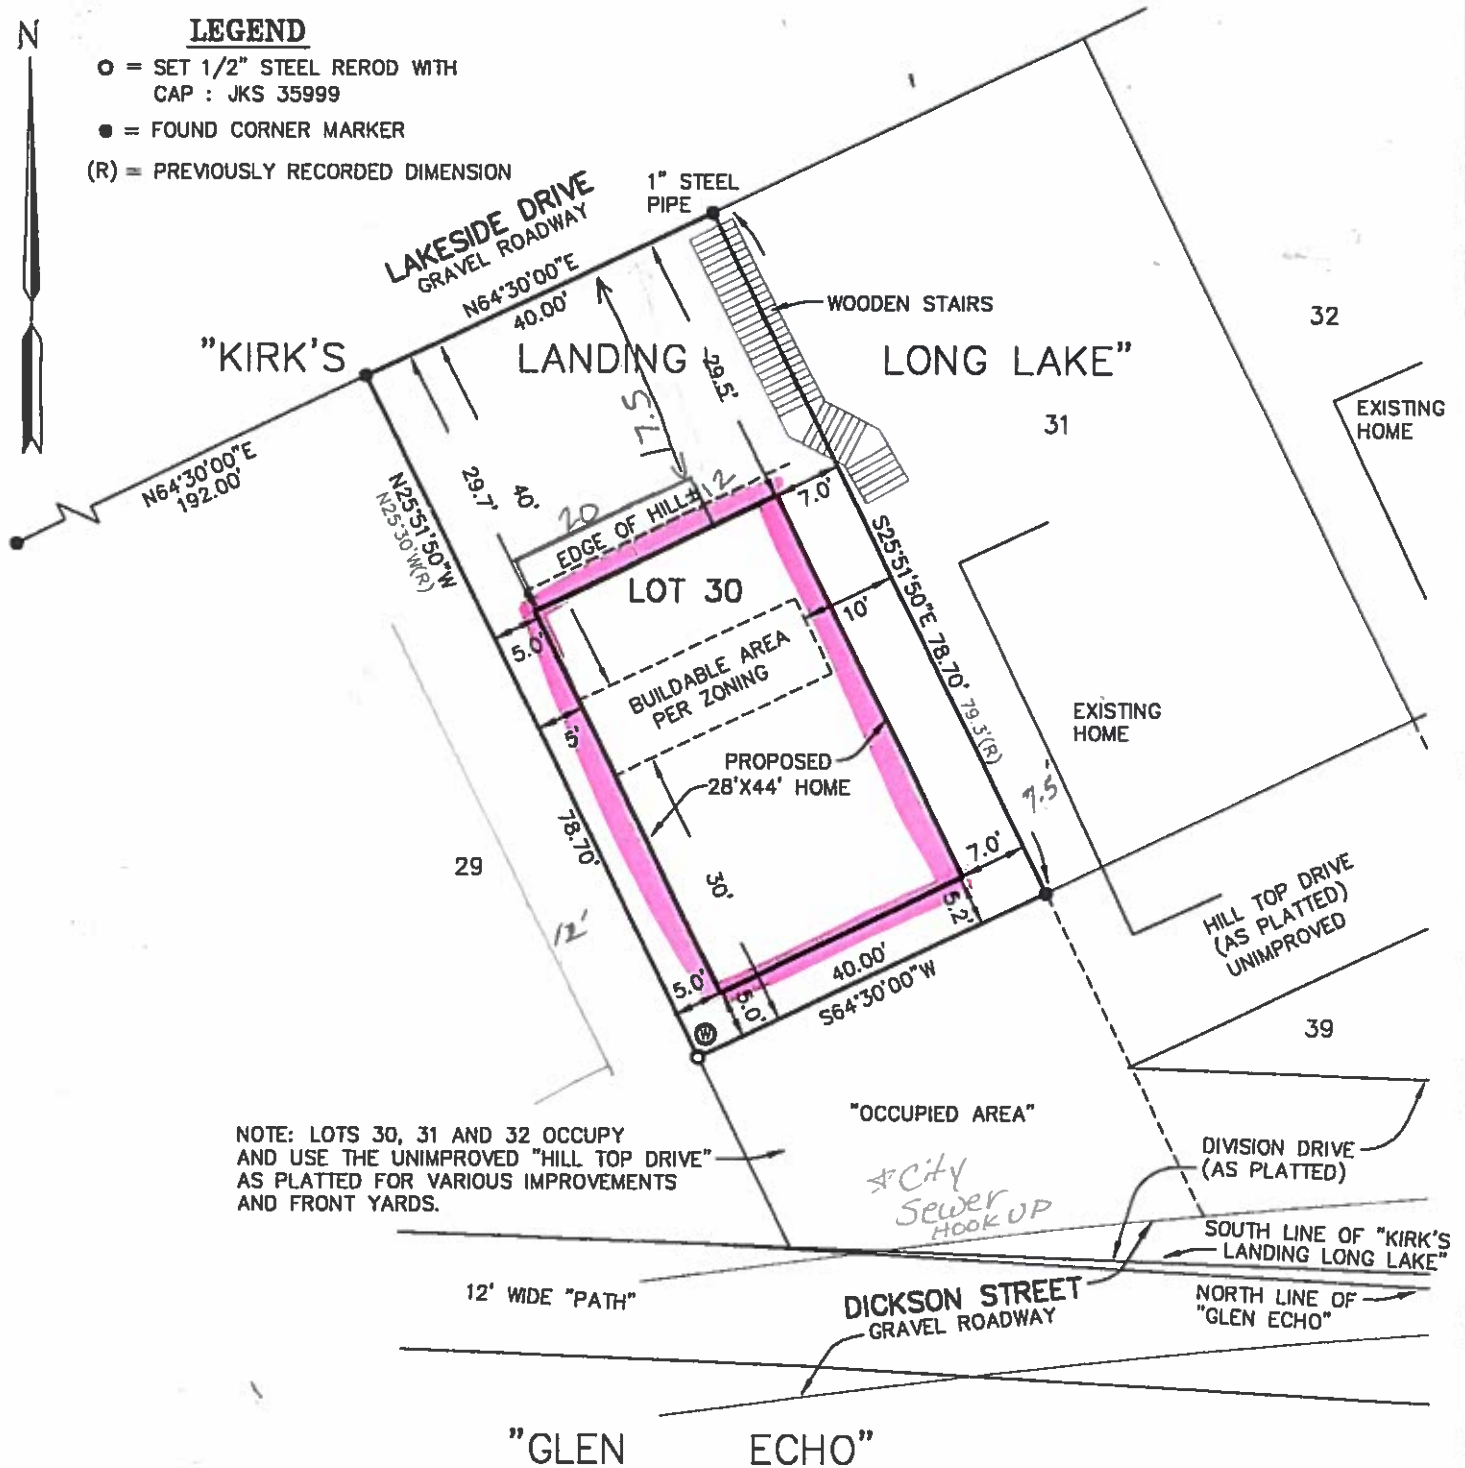 N
LEGEND
O = SET 1/2" STEEL REROD WITH
CAP : JKS 35999
● = FOUND CORNER MARKER
(R) = PREVIOUSLY RECORDED DIMENSION
LAKESIDE DRIVE
GRAVEL ROADWAY
1" STEEL
PIPE
N64°30'00"E
40.00'
WOODEN STAIRS
"KIRK'S LANDING LONG LAKE"
32
31
EXISTING
HOME
N64°30'00"E
192.00'
N25°51'50"W
N25°30'W(R)
29.7'
40'
17.5
29.5'
20
12
EDGE OF HILL
7.0'
LOT 30
S25°51'50"E 78.70'
79.3'(R)
5.0'
10'
BUILDABLE AREA
PER ZONING
5'
EXISTING
HOME
PROPOSED
28'X44' HOME
7.5'
78.70'
29
30'
7.0'
5.2'
12'
HILL TOP DRIVE
(AS PLATTED)
UNIMPROVED
5.0'
5.0'
40.00'
S64°30'00"W
W
39
"OCCUPIED AREA"
NOTE: LOTS 30, 31 AND 32 OCCUPY
AND USE THE UNIMPROVED "HILL TOP DRIVE"
AS PLATTED FOR VARIOUS IMPROVEMENTS
AND FRONT YARDS.
* City
Sewer
HOOK UP
DIVISION DRIVE
(AS PLATTED)
SOUTH LINE OF "KIRK'S
LANDING LONG LAKE"
12' WIDE "PATH"
DICKSON STREET
GRAVEL ROADWAY
NORTH LINE OF
"GLEN ECHO"
"GLEN ECHO"